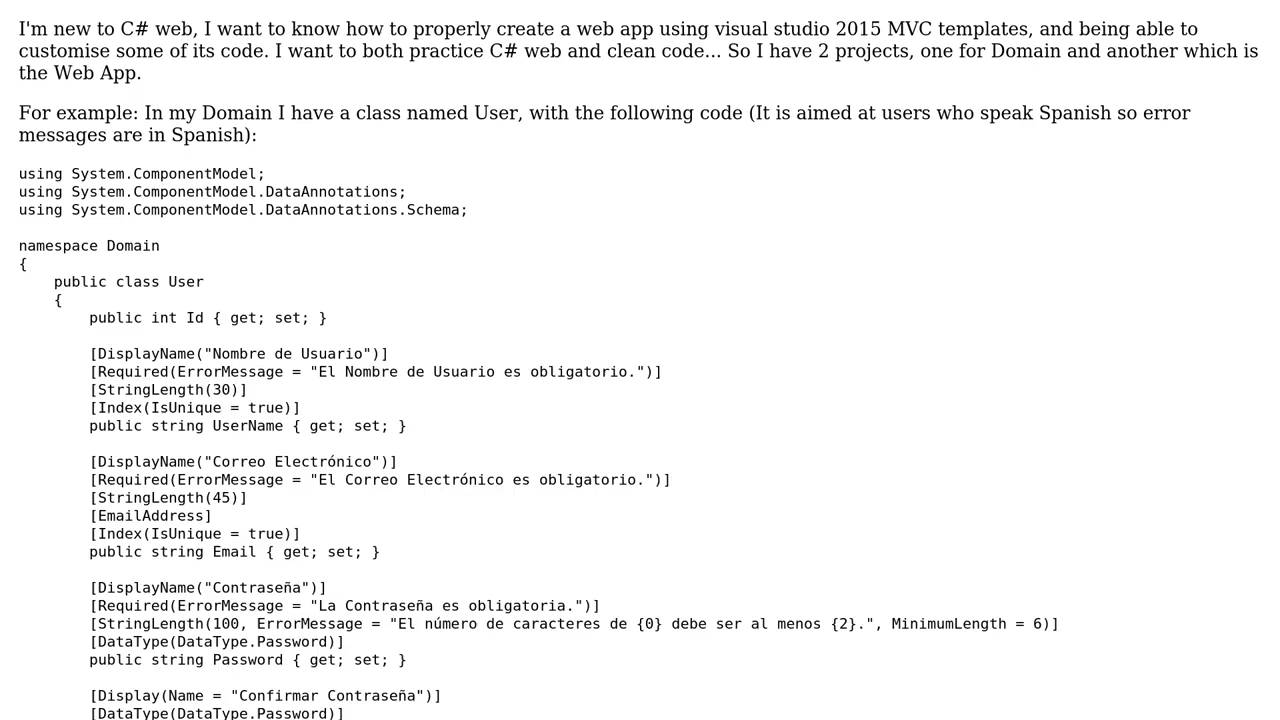 I'm new to C# web, I want to know how to properly create a web app using visual studio 2015 MVC templates, and being able to
customise some of its code. I want to both practice C# web and clean code... So I have 2 projects, one for Domain and another which is
the Web App.
For example: In my Domain I have a class named User, with the following code (It is aimed at users who speak Spanish so error
messages are in Spanish):
using System.ComponentModel;
using System.ComponentModel.DataAnnotations;
using System.ComponentModel.DataAnnotations.Schema;
namespace Domain
{
    public class User
    {
        public int Id { get; set; }
        [DisplayName("Nombre de Usuario")]
        [Required(ErrorMessage = "El Nombre de Usuario es obligatorio.")]
        [StringLength(30)]
        [Index(IsUnique = true)]
        public string UserName { get; set; }
        [DisplayName("Correo Electrónico")]
        [Required(ErrorMessage = "El Correo Electrónico es obligatorio.")]
        [StringLength(45)]
        [EmailAddress]
        [Index(IsUnique = true)]
        public string Email { get; set; }
        [DisplayName("Contraseña")]
        [Required(ErrorMessage = "La Contraseña es obligatoria.")]
        [StringLength(100, ErrorMessage = "El número de caracteres de {0} debe ser al menos {2}.", MinimumLength = 6)]
        [DataType(DataType.Password)]
        public string Password { get; set; }
        [Display(Name = "Confirmar Contraseña")]
        [DataType(DataType.Password)]